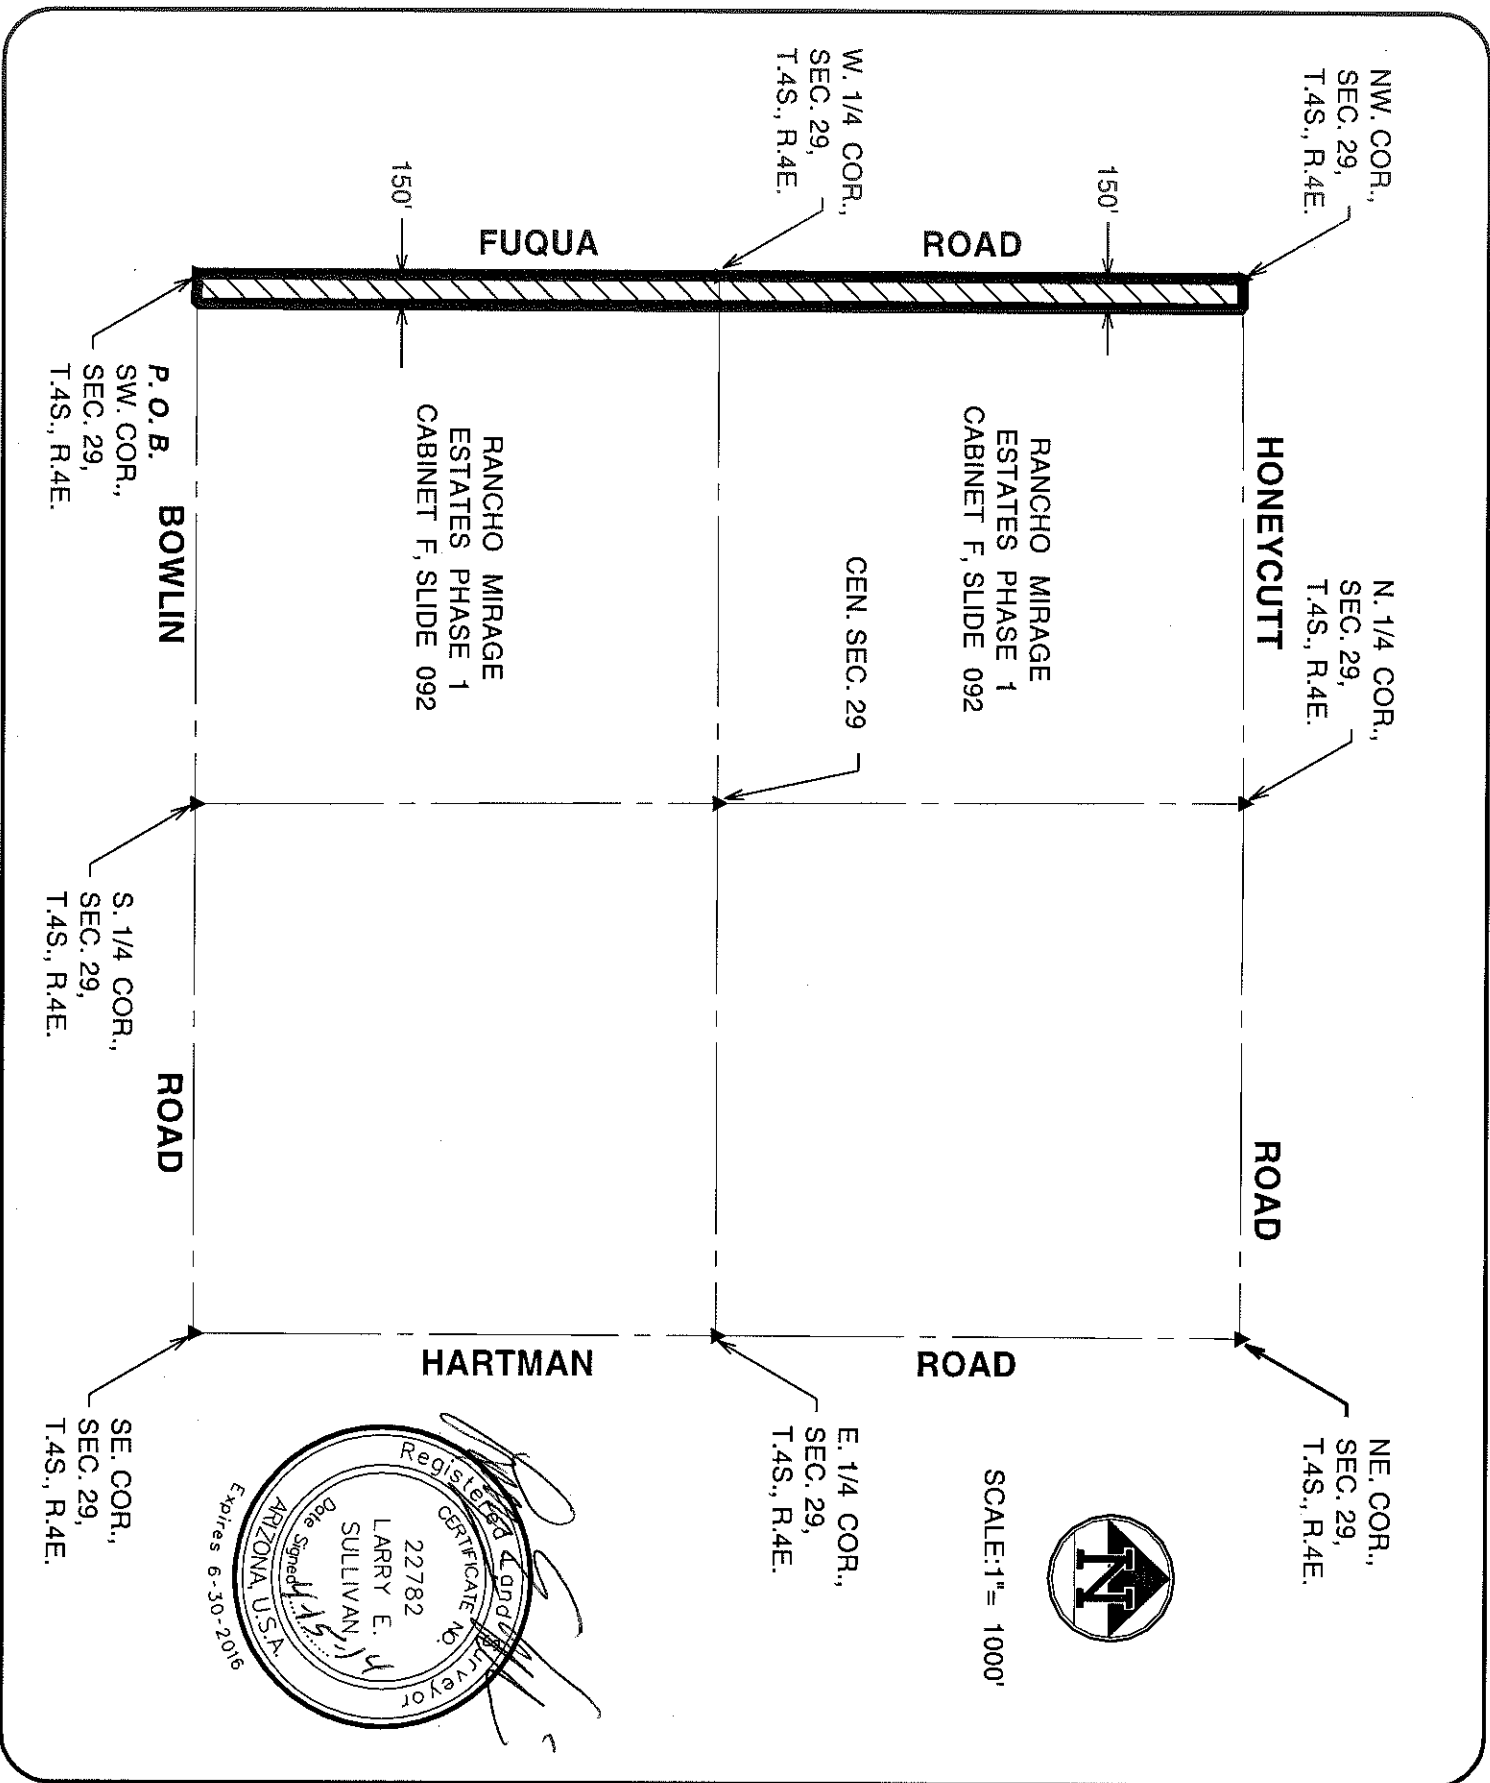 NW. COR.,
SEC. 29,
T.4S., R.4E.
N. 1/4 COR.,
SEC. 29,
T.4S., R.4E.
NE. COR.,
SEC. 29,
T.4S., R.4E.
HONEYCUTT
ROAD
N
SCALE:1"= 1000'
150'
ROAD
RANCHO MIRAGE
ESTATES PHASE 1
CABINET F, SLIDE 092
ROAD
W. 1/4 COR.,
SEC. 29,
T.4S., R.4E.
CEN. SEC. 29
E. 1/4 COR.,
SEC. 29,
T.4S., R.4E.
FUQUA
150'
RANCHO MIRAGE
ESTATES PHASE 1
CABINET F, SLIDE 092
HARTMAN
Registered Land Surveyor
CERTIFICATE NO.
22782
LARRY E.
SULLIVAN
Date Signed 4.15.14
ARIZONA, U.S.A.
Expires 6-30-2016
P. O. B.
SW. COR.,
SEC. 29,
T.4S., R.4E.
BOWLIN
ROAD
S. 1/4 COR.,
SEC. 29,
T.4S., R.4E.
SE. COR.,
SEC. 29,
T.4S., R.4E.